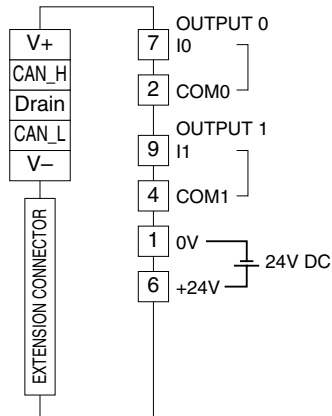 V+
CAN_H
Drain
CAN_L
V–
EXTENSION CONNECTOR
OUTPUT 0
7 I0
2 COM0
OUTPUT 1
9 I1
4 COM1
1 0V
6 +24V
24V DC